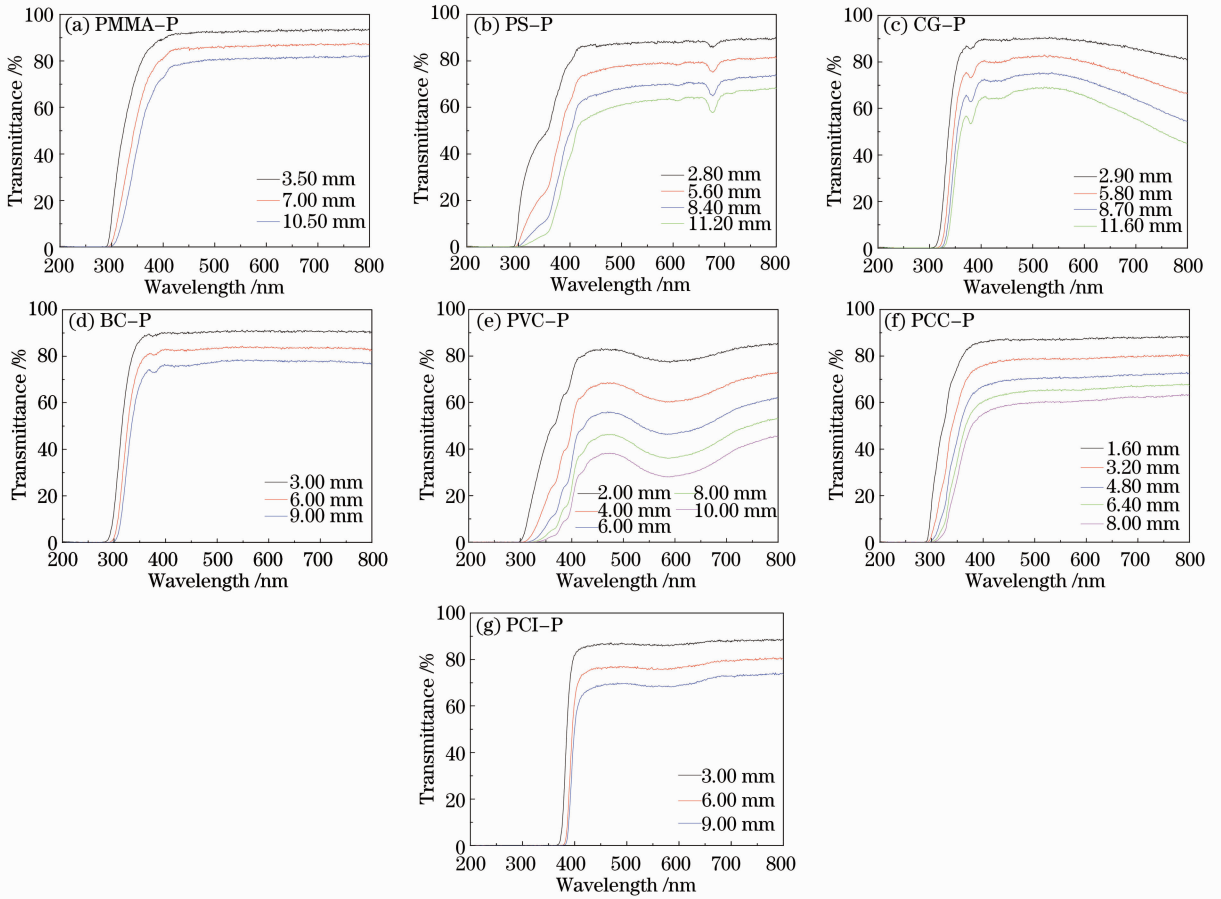 (a) PMMA-P
Transmittance /%
100
80
60
40
20
0
3.50 mm
7.00 mm
10.50 mm
200 300 400 500 600 700 800
Wavelength /nm
(b) PS-P
Transmittance /%
100
80
60
40
20
0
2.80 mm
5.60 mm
8.40 mm
11.20 mm
200 300 400 500 600 700 800
Wavelength /nm
(c) CG-P
Transmittance /%
100
80
60
40
20
0
2.90 mm
5.80 mm
8.70 mm
11.60 mm
200 300 400 500 600 700 800
Wavelength /nm
(d) BC-P
Transmittance /%
100
80
60
40
20
0
3.00 mm
6.00 mm
9.00 mm
200 300 400 500 600 700 800
Wavelength /nm
(e) PVC-P
Transmittance /%
100
80
60
40
20
0
2.00 mm 8.00 mm
4.00 mm 10.00 mm
6.00 mm
200 300 400 500 600 700 800
Wavelength /nm
(f) PCC-P
Transmittance /%
100
80
60
40
20
0
1.60 mm
3.20 mm
4.80 mm
6.40 mm
8.00 mm
200 300 400 500 600 700 800
Wavelength /nm
(g) PCI-P
Transmittance /%
100
80
60
40
20
0
3.00 mm
6.00 mm
9.00 mm
200 300 400 500 600 700 800
Wavelength /nm